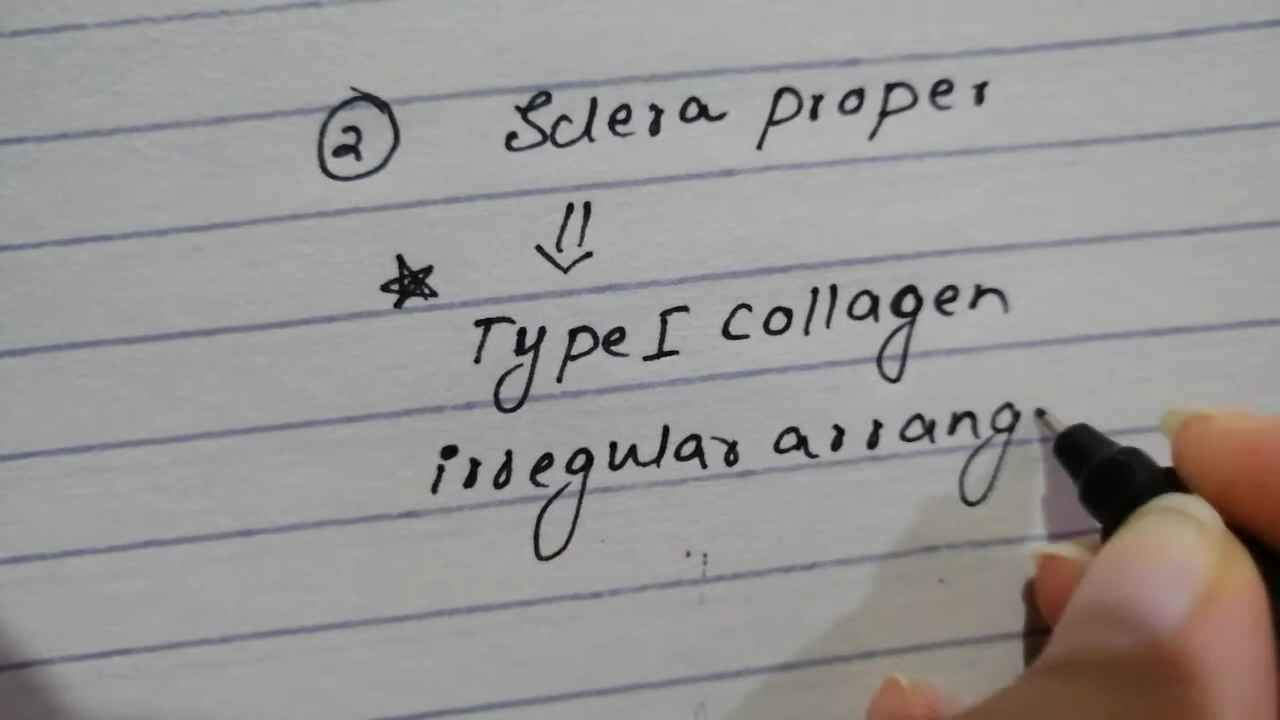 ② Sclera proper
⇓
★ Type I collagen
irregular arrang